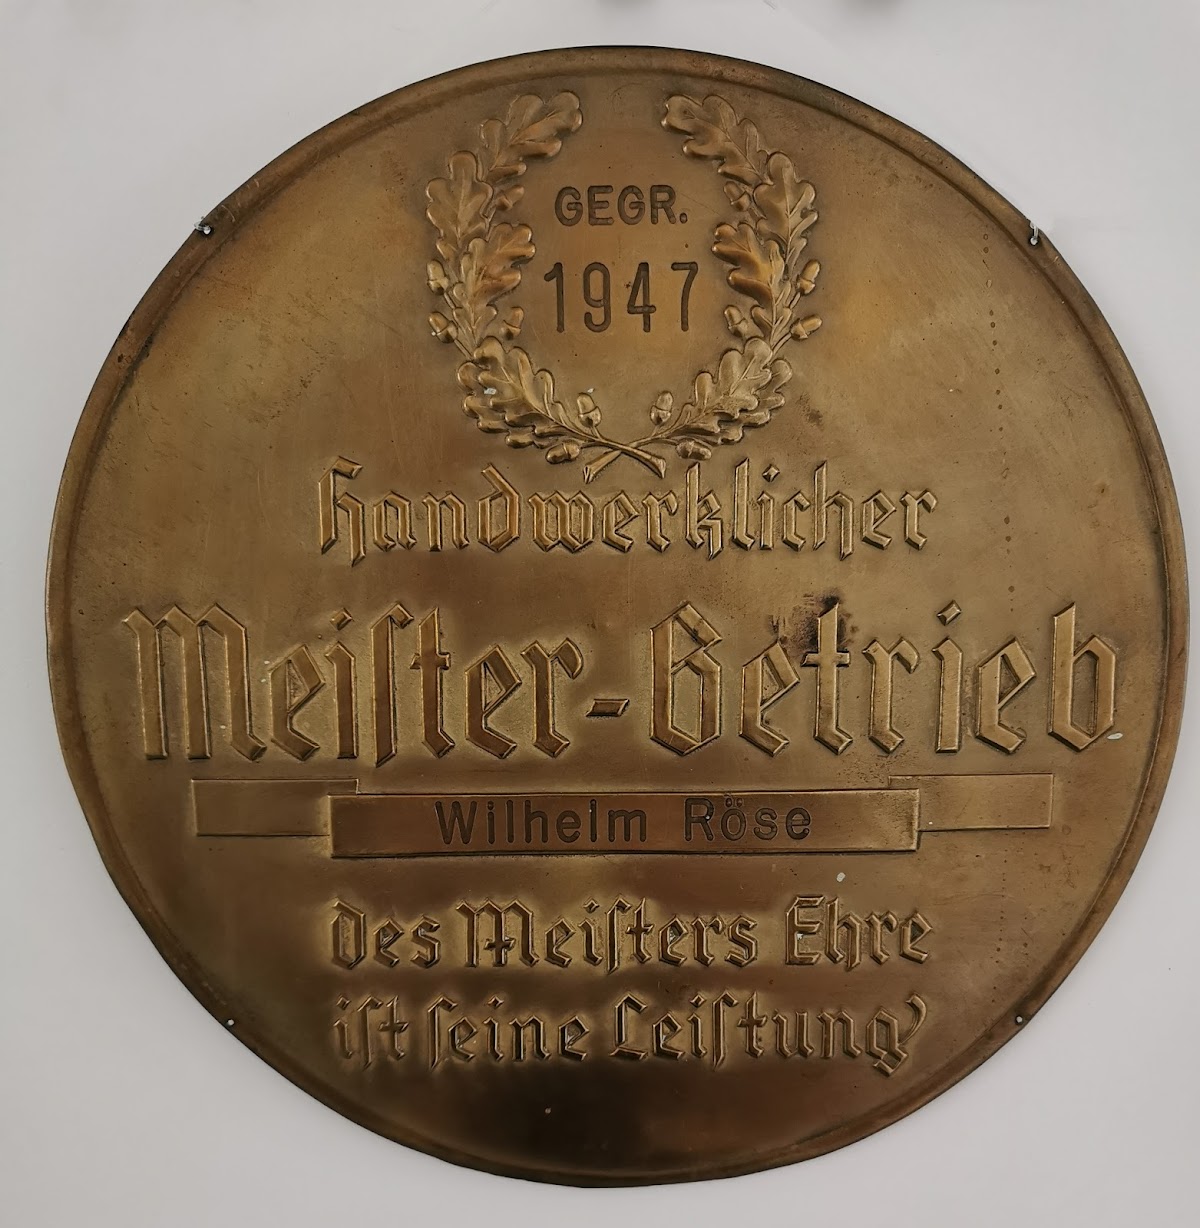 GEGR.
1947
Handwerklicher
Meiſter-Betrieb
Wilhelm Röse
Des Meiſters Ehre
iſt ſeine Leiſtung